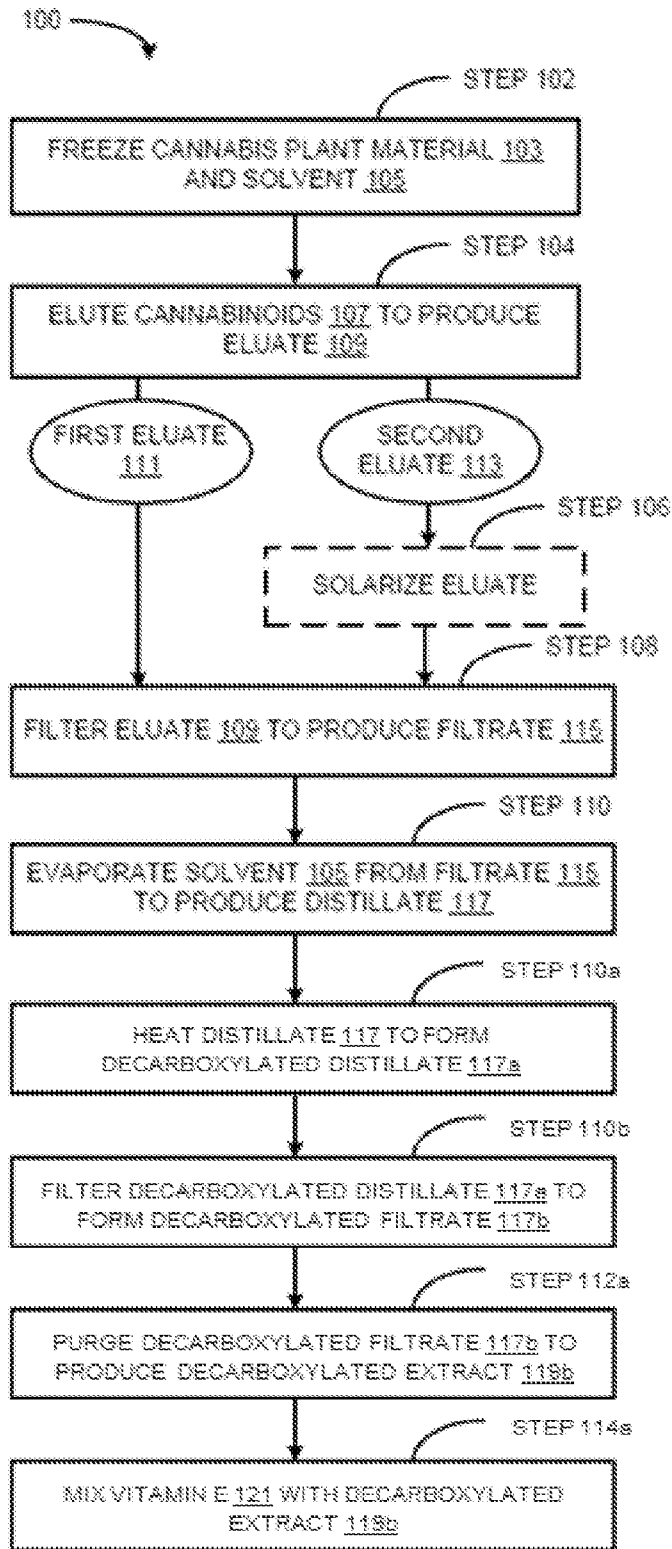 100
STEP 102
FREEZE CANNABIS PLANT MATERIAL 103
AND SOLVENT 105
STEP 104
ELUTE CANNABINOIDS 107 TO PRODUCE
ELUATE 109
FIRST ELUATE
111
SECOND
ELUATE 113
STEP 106
SOLARIZE ELUATE
STEP 108
FILTER ELUATE 109 TO PRODUCE FILTRATE 115
STEP 110
EVAPORATE SOLVENT 105 FROM FILTRATE 115
TO PRODUCE DISTILLATE 117
STEP 110a
HEAT DISTILLATE 117 TO FORM
DECARBOXYLATED DISTILLATE 117a
STEP 110b
FILTER DECARBOXYLATED DISTILLATE 117a TO
FORM DECARBOXYLATED FILTRATE 117b
STEP 112a
PURGE DECARBOXYLATED FILTRATE 117b TO
PRODUCE DECARBOXYLATED EXTRACT 119b
STEP 114a
MIX VITAMIN E 121 WITH DECARBOXYLATED
EXTRACT 119b